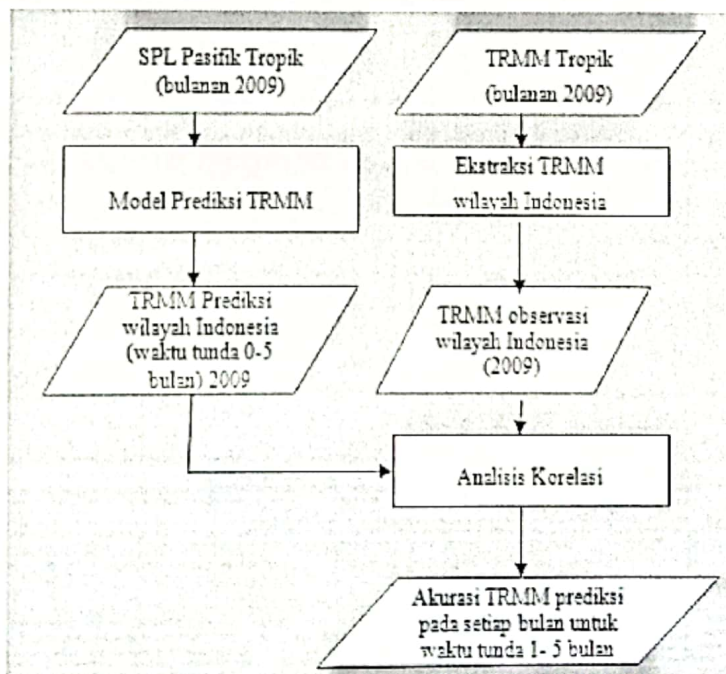 SPL Pasifik Tropik
(bulanan 2009)
TRMM Tropik
(bulanan 2009)
Model Prediksi TRMM
Ekstraksi TRMM
wilayah Indonesia
TRMM Prediksi
wilayah Indonesia
(waktu tunda 0-5
bulan) 2009
TRMM observasi
wilayah Indonesia
(2009)
Analisis Korelasi
Akurasi TRMM prediksi
pada setiap bulan untuk
waktu tunda 1- 5 bulan